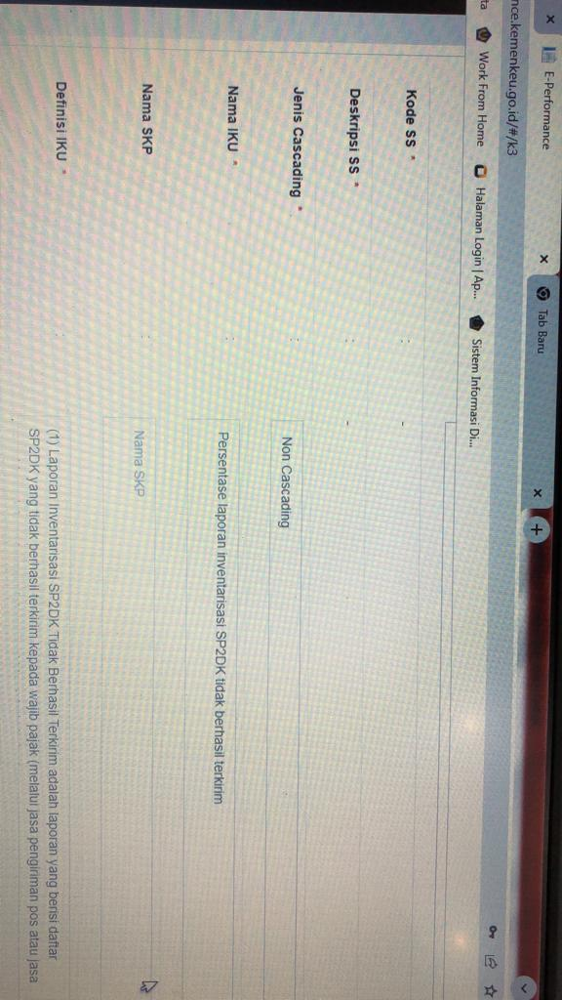 E-Performance
Tab Baru
nce.kemenkeu.go.id/#/k3
ta
Work From Home
Halaman Login | Ap...
Sistem Informasi Di...
Kode SS * : -
Deskripsi SS * : -
Jenis Cascading * : Non Cascading
Nama IKU * : Persentase laporan inventarisasi SP2DK tidak berhasil terkirim
Nama SKP : Nama SKP
Definisi IKU * : (1) Laporan Inventarisasi SP2DK Tidak Berhasil Terkirim adalah laporan yang berisi daftar
SP2DK yang tidak berhasil terkirim kepada wajib pajak (melalui jasa pengiriman pos atau jasa